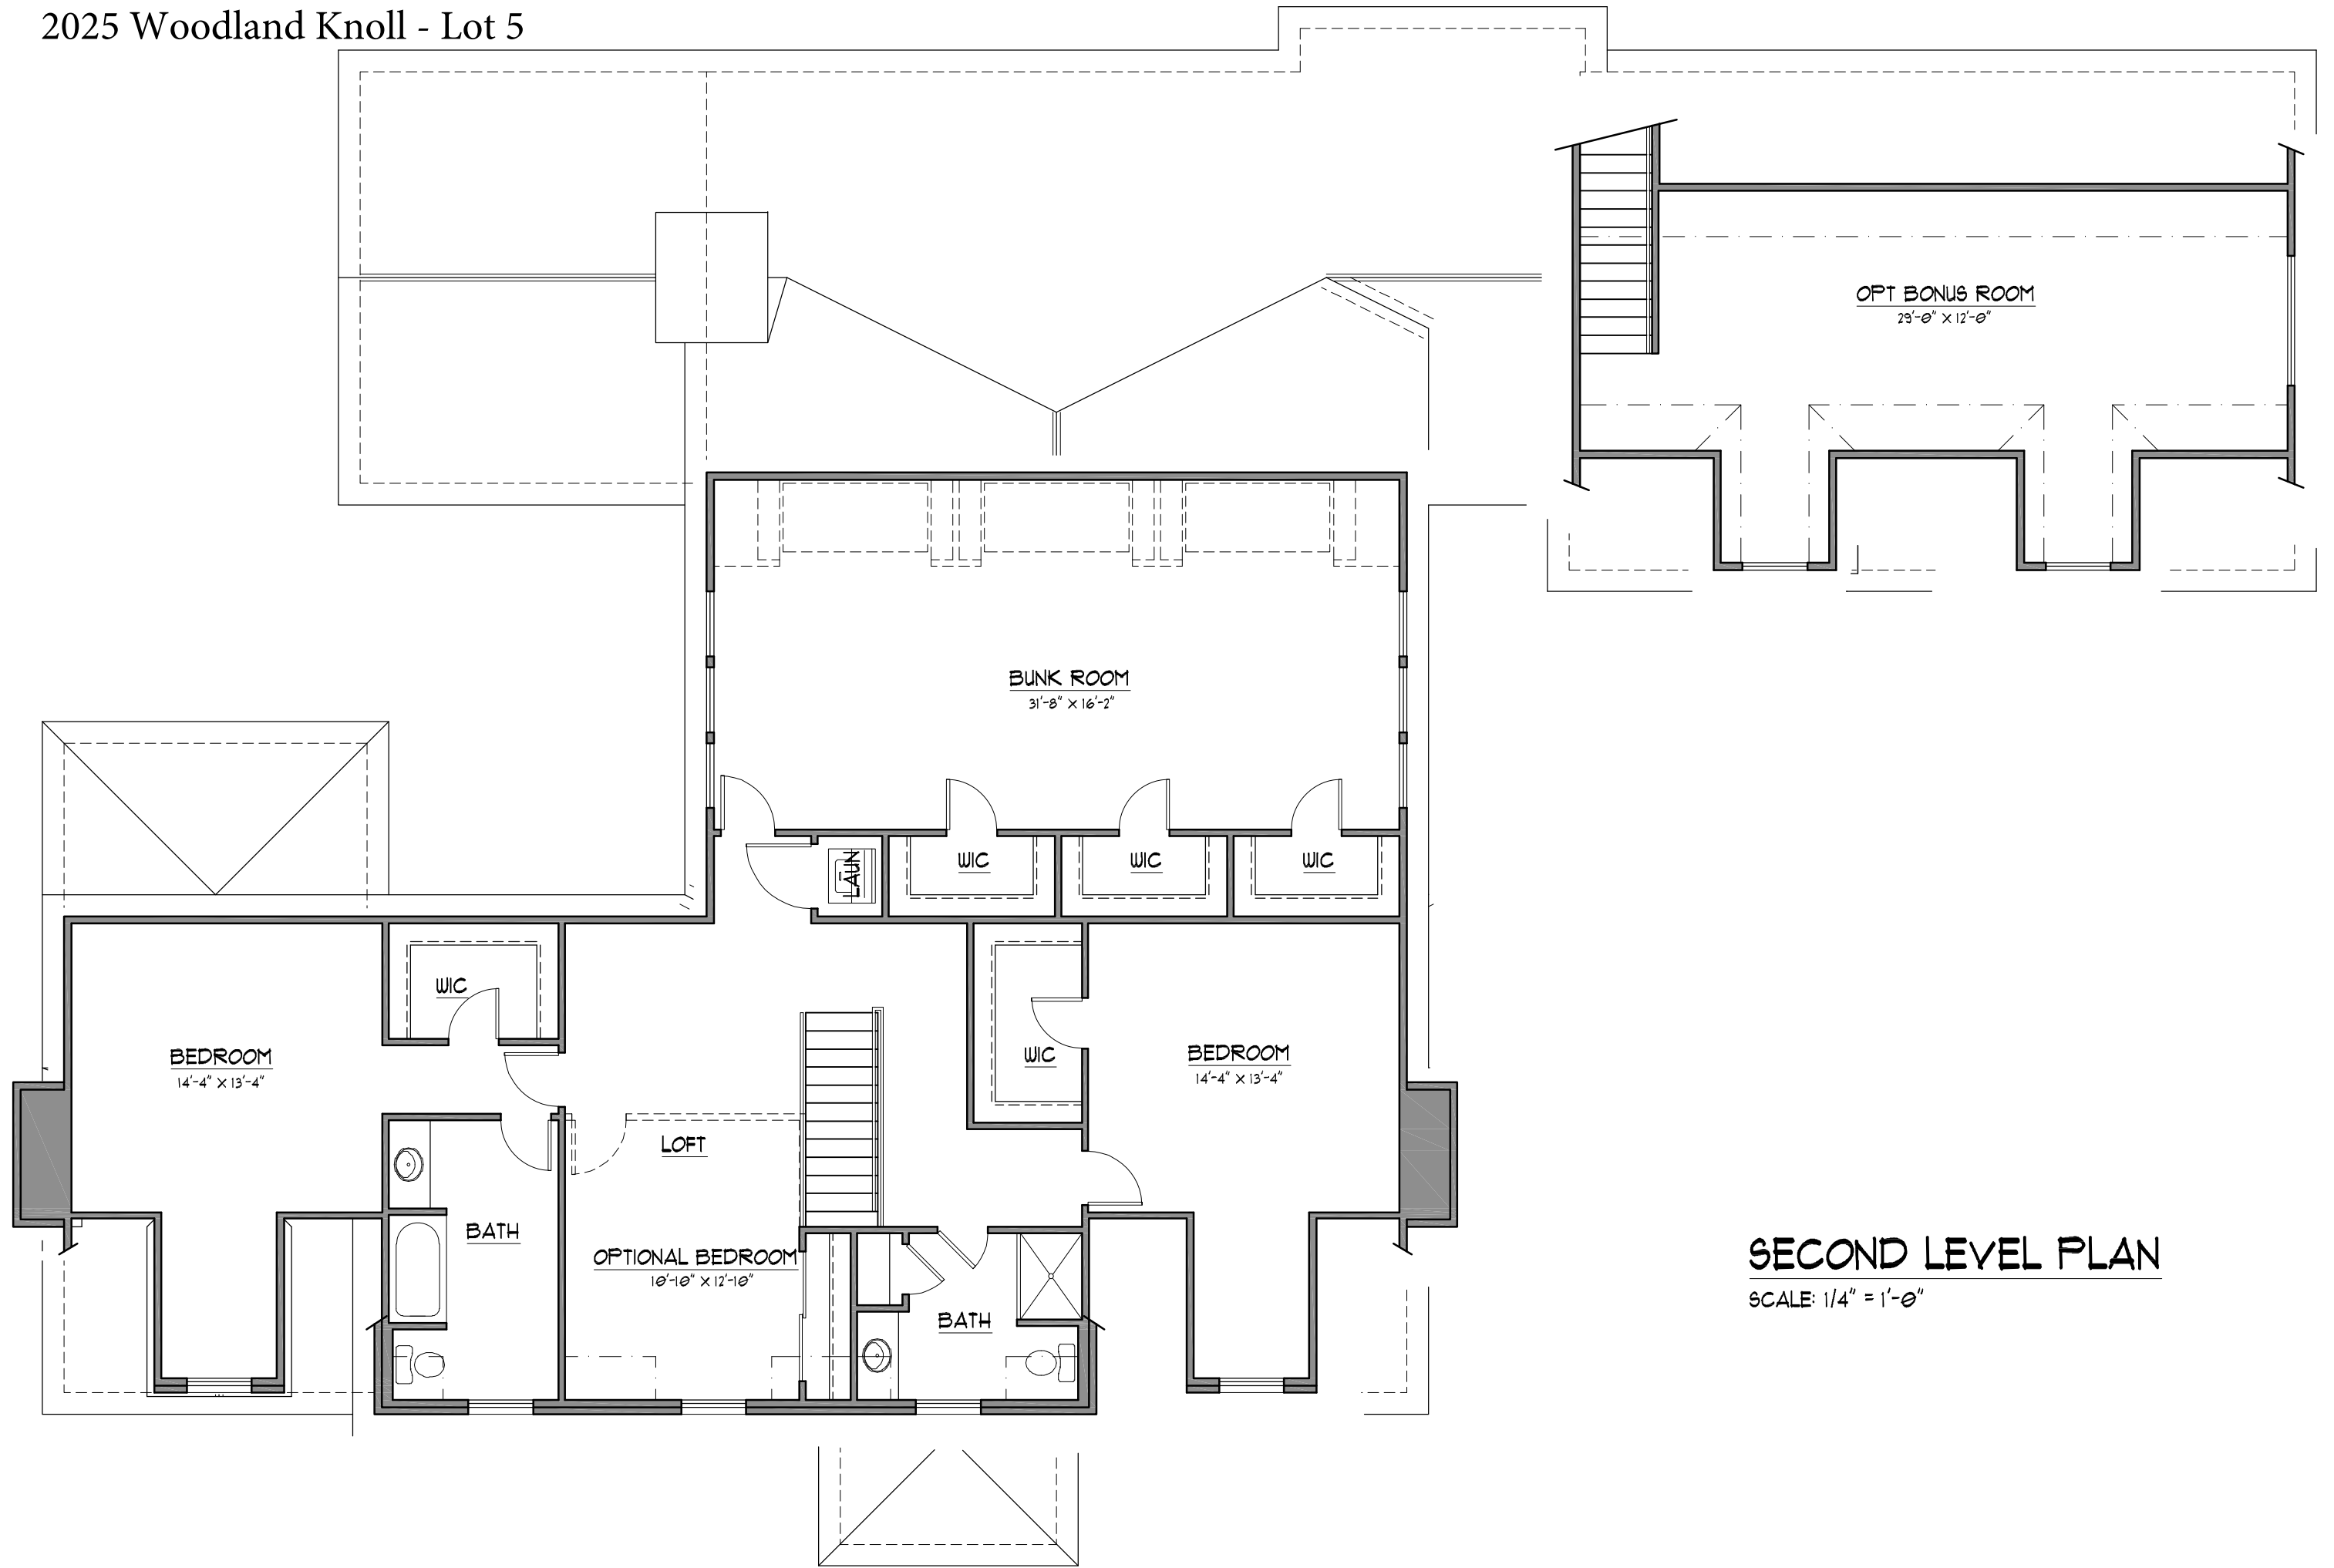 2025 Woodland Knoll - Lot 5
OPT BONUS ROOM
29'-0" X 12'-0"
BUNK ROOM
31'-8" X 16'-2"
LAUN
WIC
WIC
WIC
WIC
WIC
BEDROOM
14'-4" X 13'-4"
BEDROOM
14'-4" X 13'-4"
LOFT
BATH
OPTIONAL BEDROOM
10'-10" X 12'-10"
BATH
SECOND LEVEL PLAN
SCALE: 1/4" = 1'-0"